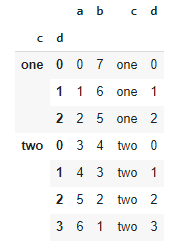 a b c d
c d
one 0 0 7 one 0
1 1 6 one 1
2 2 5 one 2
two 0 3 4 two 0
1 4 3 two 1
2 5 2 two 2
3 6 1 two 3